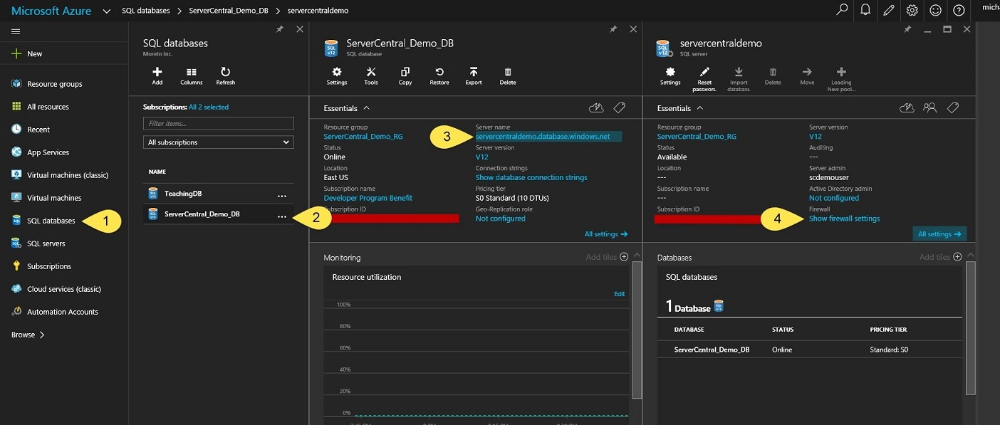 Microsoft Azure
SQL databases > ServerCentral_Demo_DB > servercentraldemo
mich
New
Resource groups
All resources
Recent
App Services
Virtual machines (classic)
Virtual machines
SQL databases
1
SQL servers
Subscriptions
Cloud services (classic)
Automation Accounts
Browse >
SQL databases
MoreIn Inc.
Add
Columns
Refresh
Subscriptions: All 2 selected
Filter items...
All subscriptions
NAME
TeachingDB ...
ServerCentral_Demo_DB ...
2
ServerCentral_Demo_DB
SQL database
Settings
Tools
Copy
Restore
Export
Delete
Essentials
Resource group
ServerCentral_Demo_RG
Status
Online
Location
East US
Subscription name
Developer Program Benefit
Subscription ID
3
Server name
servercentraldemo.database.windows.net
Server version
V12
Connection strings
Show database connection strings
Pricing tier
S0 Standard (10 DTUs)
Geo-Replication role
Not configured
All settings →
Monitoring
Add tiles
Resource utilization
Edit
100%
80%
60%
40%
20%
0%
servercentraldemo
SQL server
Settings
Reset
passworc
Import
database
Delete
Move
Loading
New pool...
Essentials
Resource group
ServerCentral_Demo_RG
Status
Available
Location
---
Subscription name
---
Subscription ID
Server version
V12
Auditing
---
Server admin
scdemouser
Active Directory admin
Not configured
Firewall
4
Show firewall settings
All settings →
Databases
Add tiles
SQL databases
1 Database
DATABASE STATUS PRICING TIER
ServerCentral_Demo_DB Online Standard: S0